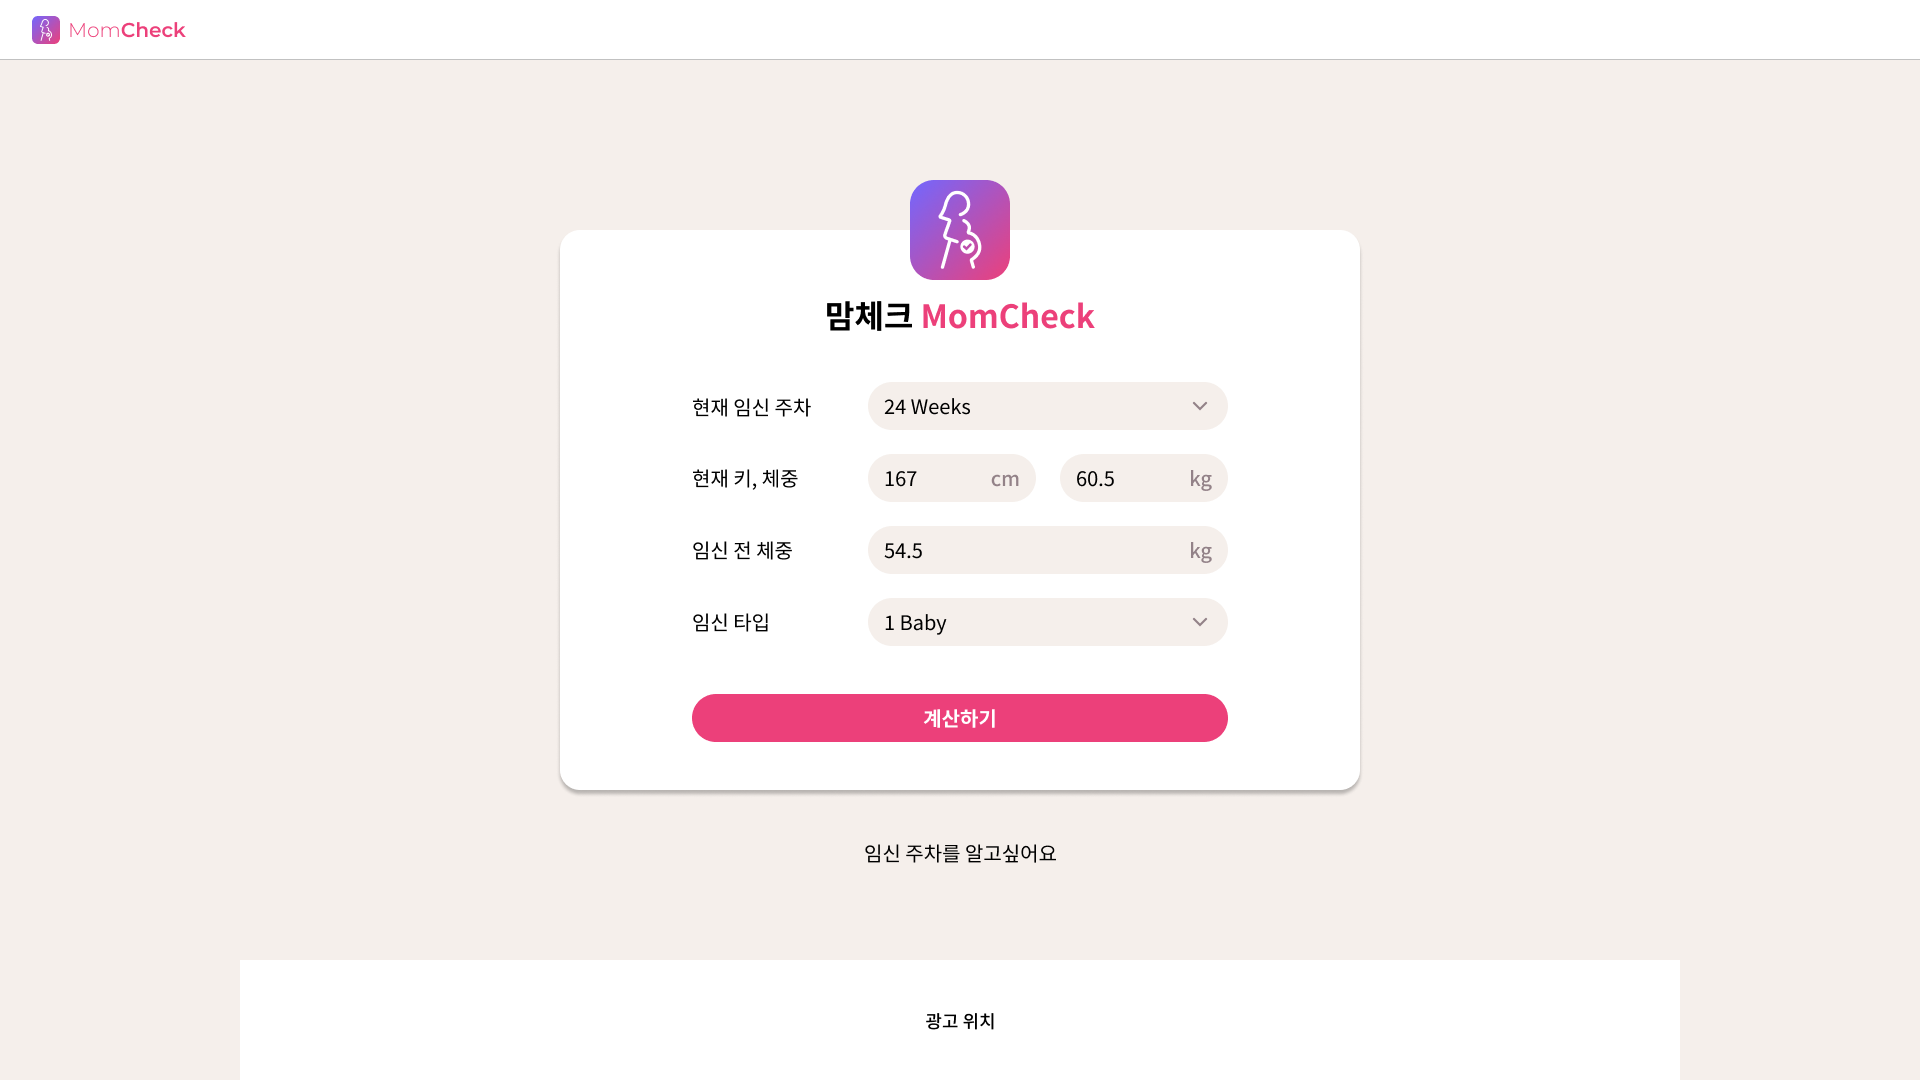 MomCheck
맘체크 MomCheck
현재 임신 주차 24 Weeks
현재 키, 체중 167 cm 60.5 kg
임신 전 체중 54.5 kg
임신 타입 1 Baby
계산하기
임신 주차를 알고싶어요
광고 위치